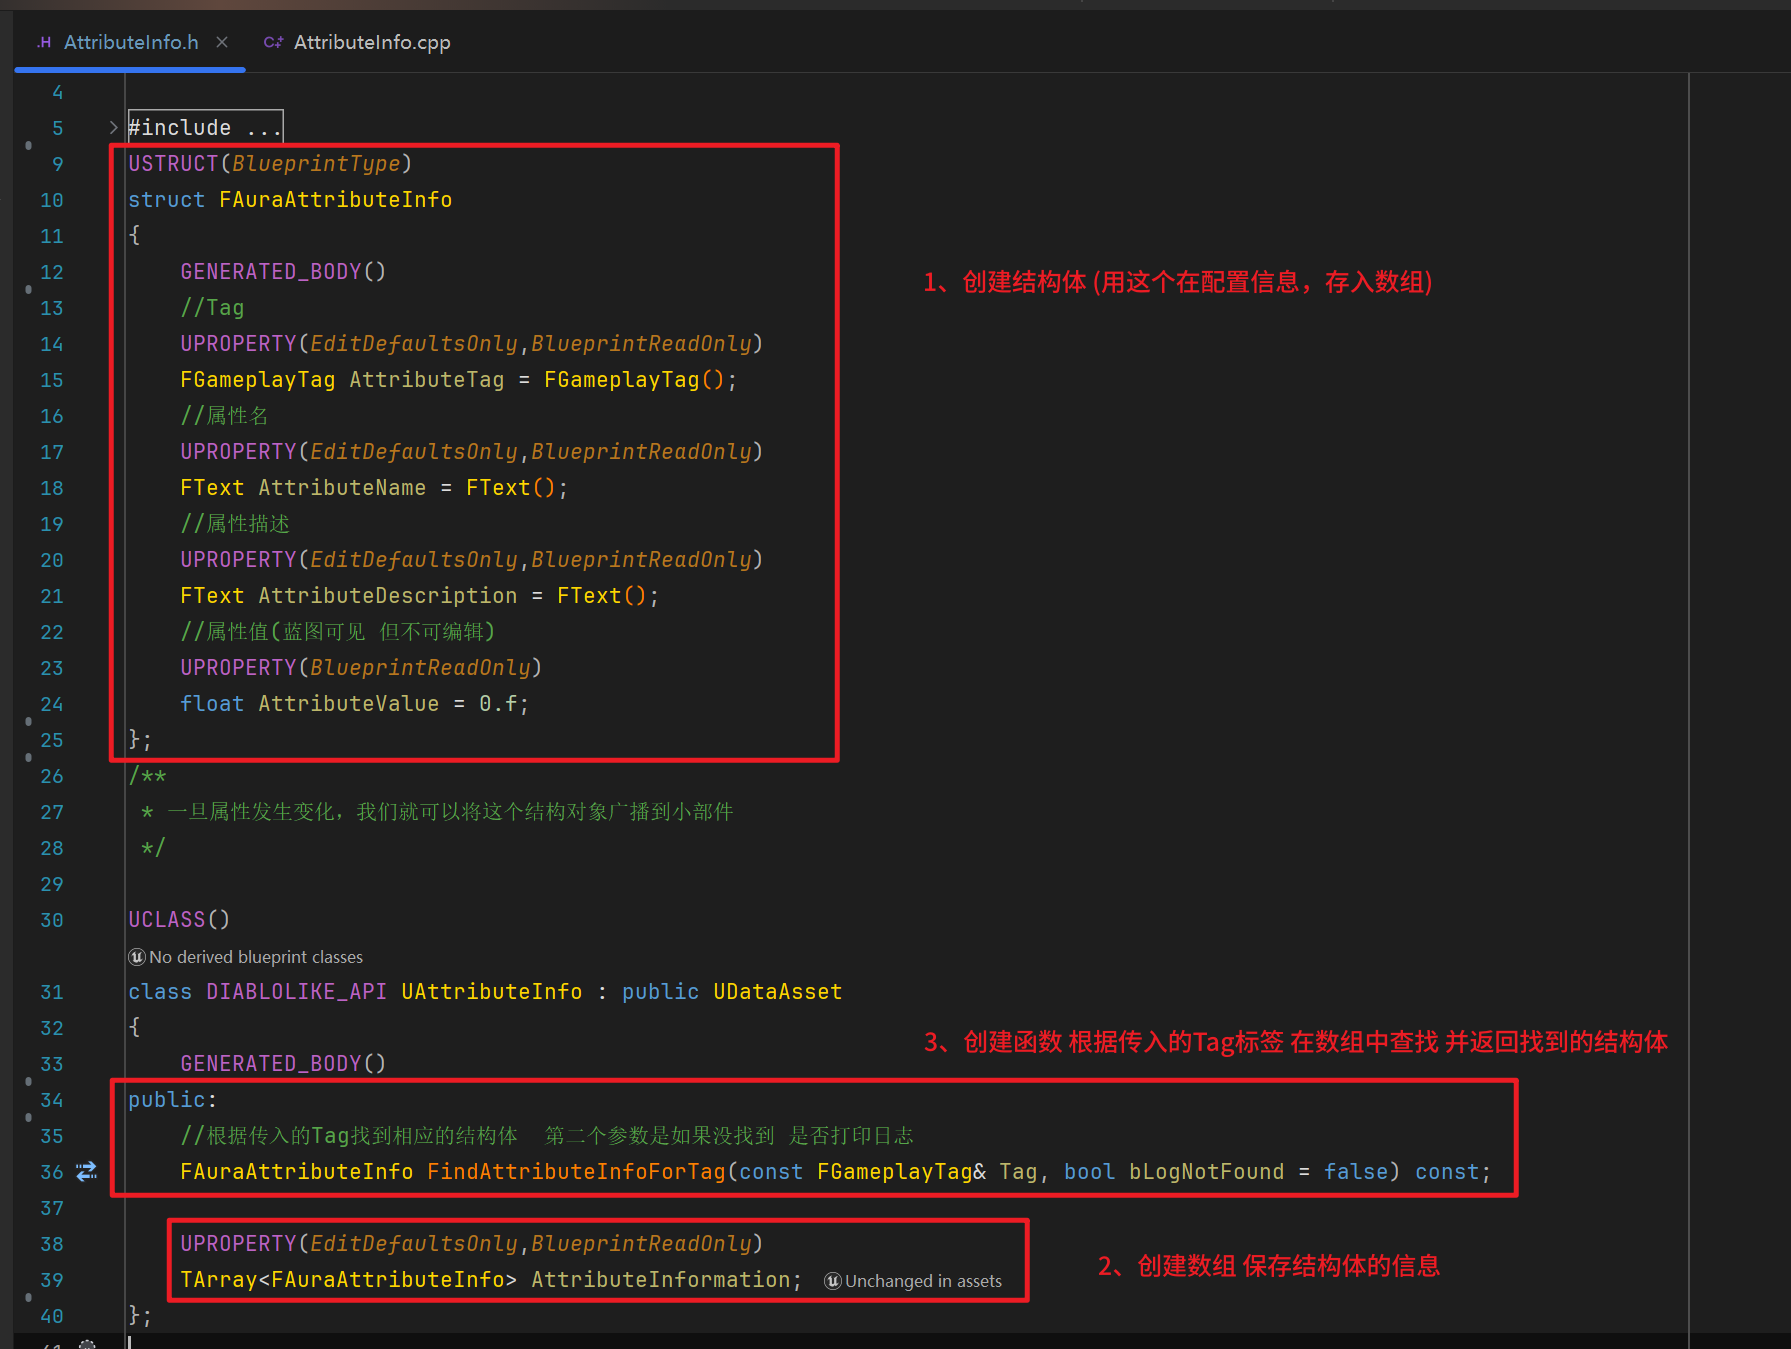 AttributeInfo.h
AttributeInfo.cpp
4
5 #include ...
9 USTRUCT(BlueprintType)
10 struct FAuraAttributeInfo
11 {
12 GENERATED_BODY()
1、创建结构体 (用这个在配置信息，存入数组)
13 //Tag
14 UPROPERTY(EditDefaultsOnly,BlueprintReadOnly)
15 FGameplayTag AttributeTag = FGameplayTag();
16 //属性名
17 UPROPERTY(EditDefaultsOnly,BlueprintReadOnly)
18 FText AttributeName = FText();
19 //属性描述
20 UPROPERTY(EditDefaultsOnly,BlueprintReadOnly)
21 FText AttributeDescription = FText();
22 //属性值(蓝图可见 但不可编辑)
23 UPROPERTY(BlueprintReadOnly)
24 float AttributeValue = 0.f;
25 };
26 /**
27 * 一旦属性发生变化，我们就可以将这个结构对象广播到小部件
28 */
29
30 UCLASS()
No derived blueprint classes
31 class DIABLOLIKE_API UAttributeInfo : public UDataAsset
32 {
3、创建函数 根据传入的Tag标签 在数组中查找 并返回找到的结构体
33 GENERATED_BODY()
34 public:
35 //根据传入的Tag找到相应的结构体 第二个参数是如果没找到 是否打印日志
36 FAuraAttributeInfo FindAttributeInfoForTag(const FGameplayTag& Tag, bool bLogNotFound = false) const;
37
38 UPROPERTY(EditDefaultsOnly,BlueprintReadOnly)
2、创建数组 保存结构体的信息
39 TArray<FAuraAttributeInfo> AttributeInformation; Unchanged in assets
40 };